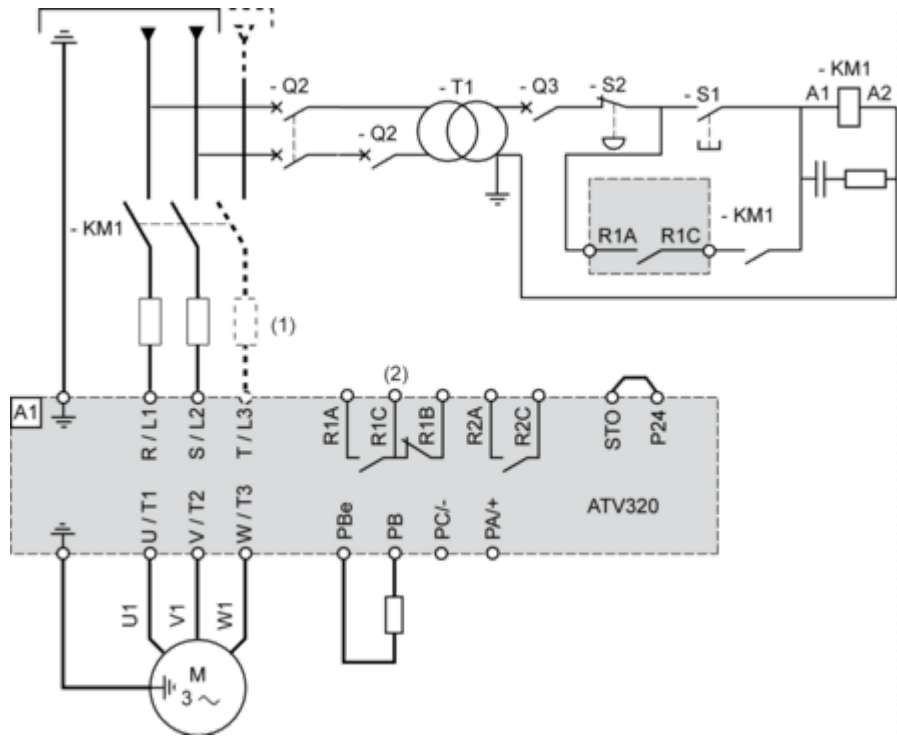 - Q2
- T1
- Q3
- S2
- S1
- KM1
A1
A2
- Q2
- KM1
- KM1
R1A
R1C
(1)
(2)
A1
R / L1
S / L2
T / L3
R1A
R1C
R1B
R2A
R2C
STO
P24
U / T1
V / T2
W / T3
PBe
PB
PC/-
PA/+
ATV320
U1
V1
W1
M
3 ~